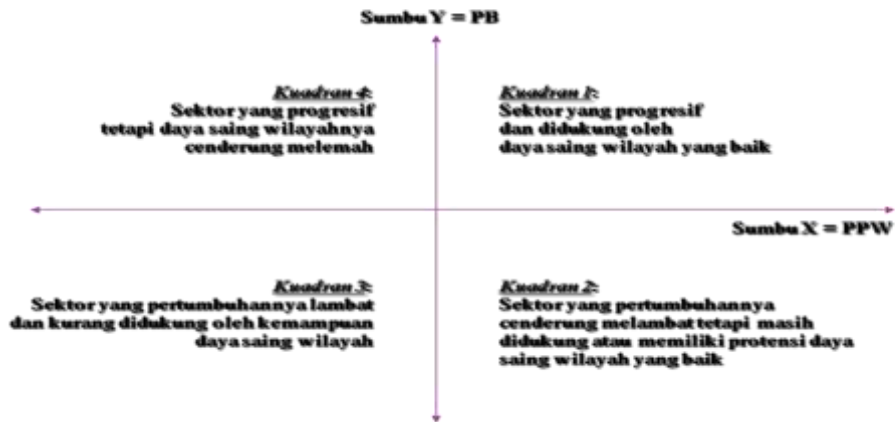 Sumbu Y = PB
Kuadran 4:
Sektor yang progresif
tetapi daya saing wilayahnya
cenderung melemah
Kuadran 1:
Sektor yang progresif
dan didukung oleh
daya saing wilayah yang baik
Sumbu X = PPW
Kuadran 3:
Sektor yang pertumbuhannya lambat
dan kurang didukung oleh kemampuan
daya saing wilayah
Kuadran 2:
Sektor yang pertumbuhannya
cenderung melambat tetapi masih
didukung atau memiliki protensi daya
saing wilayah yang baik